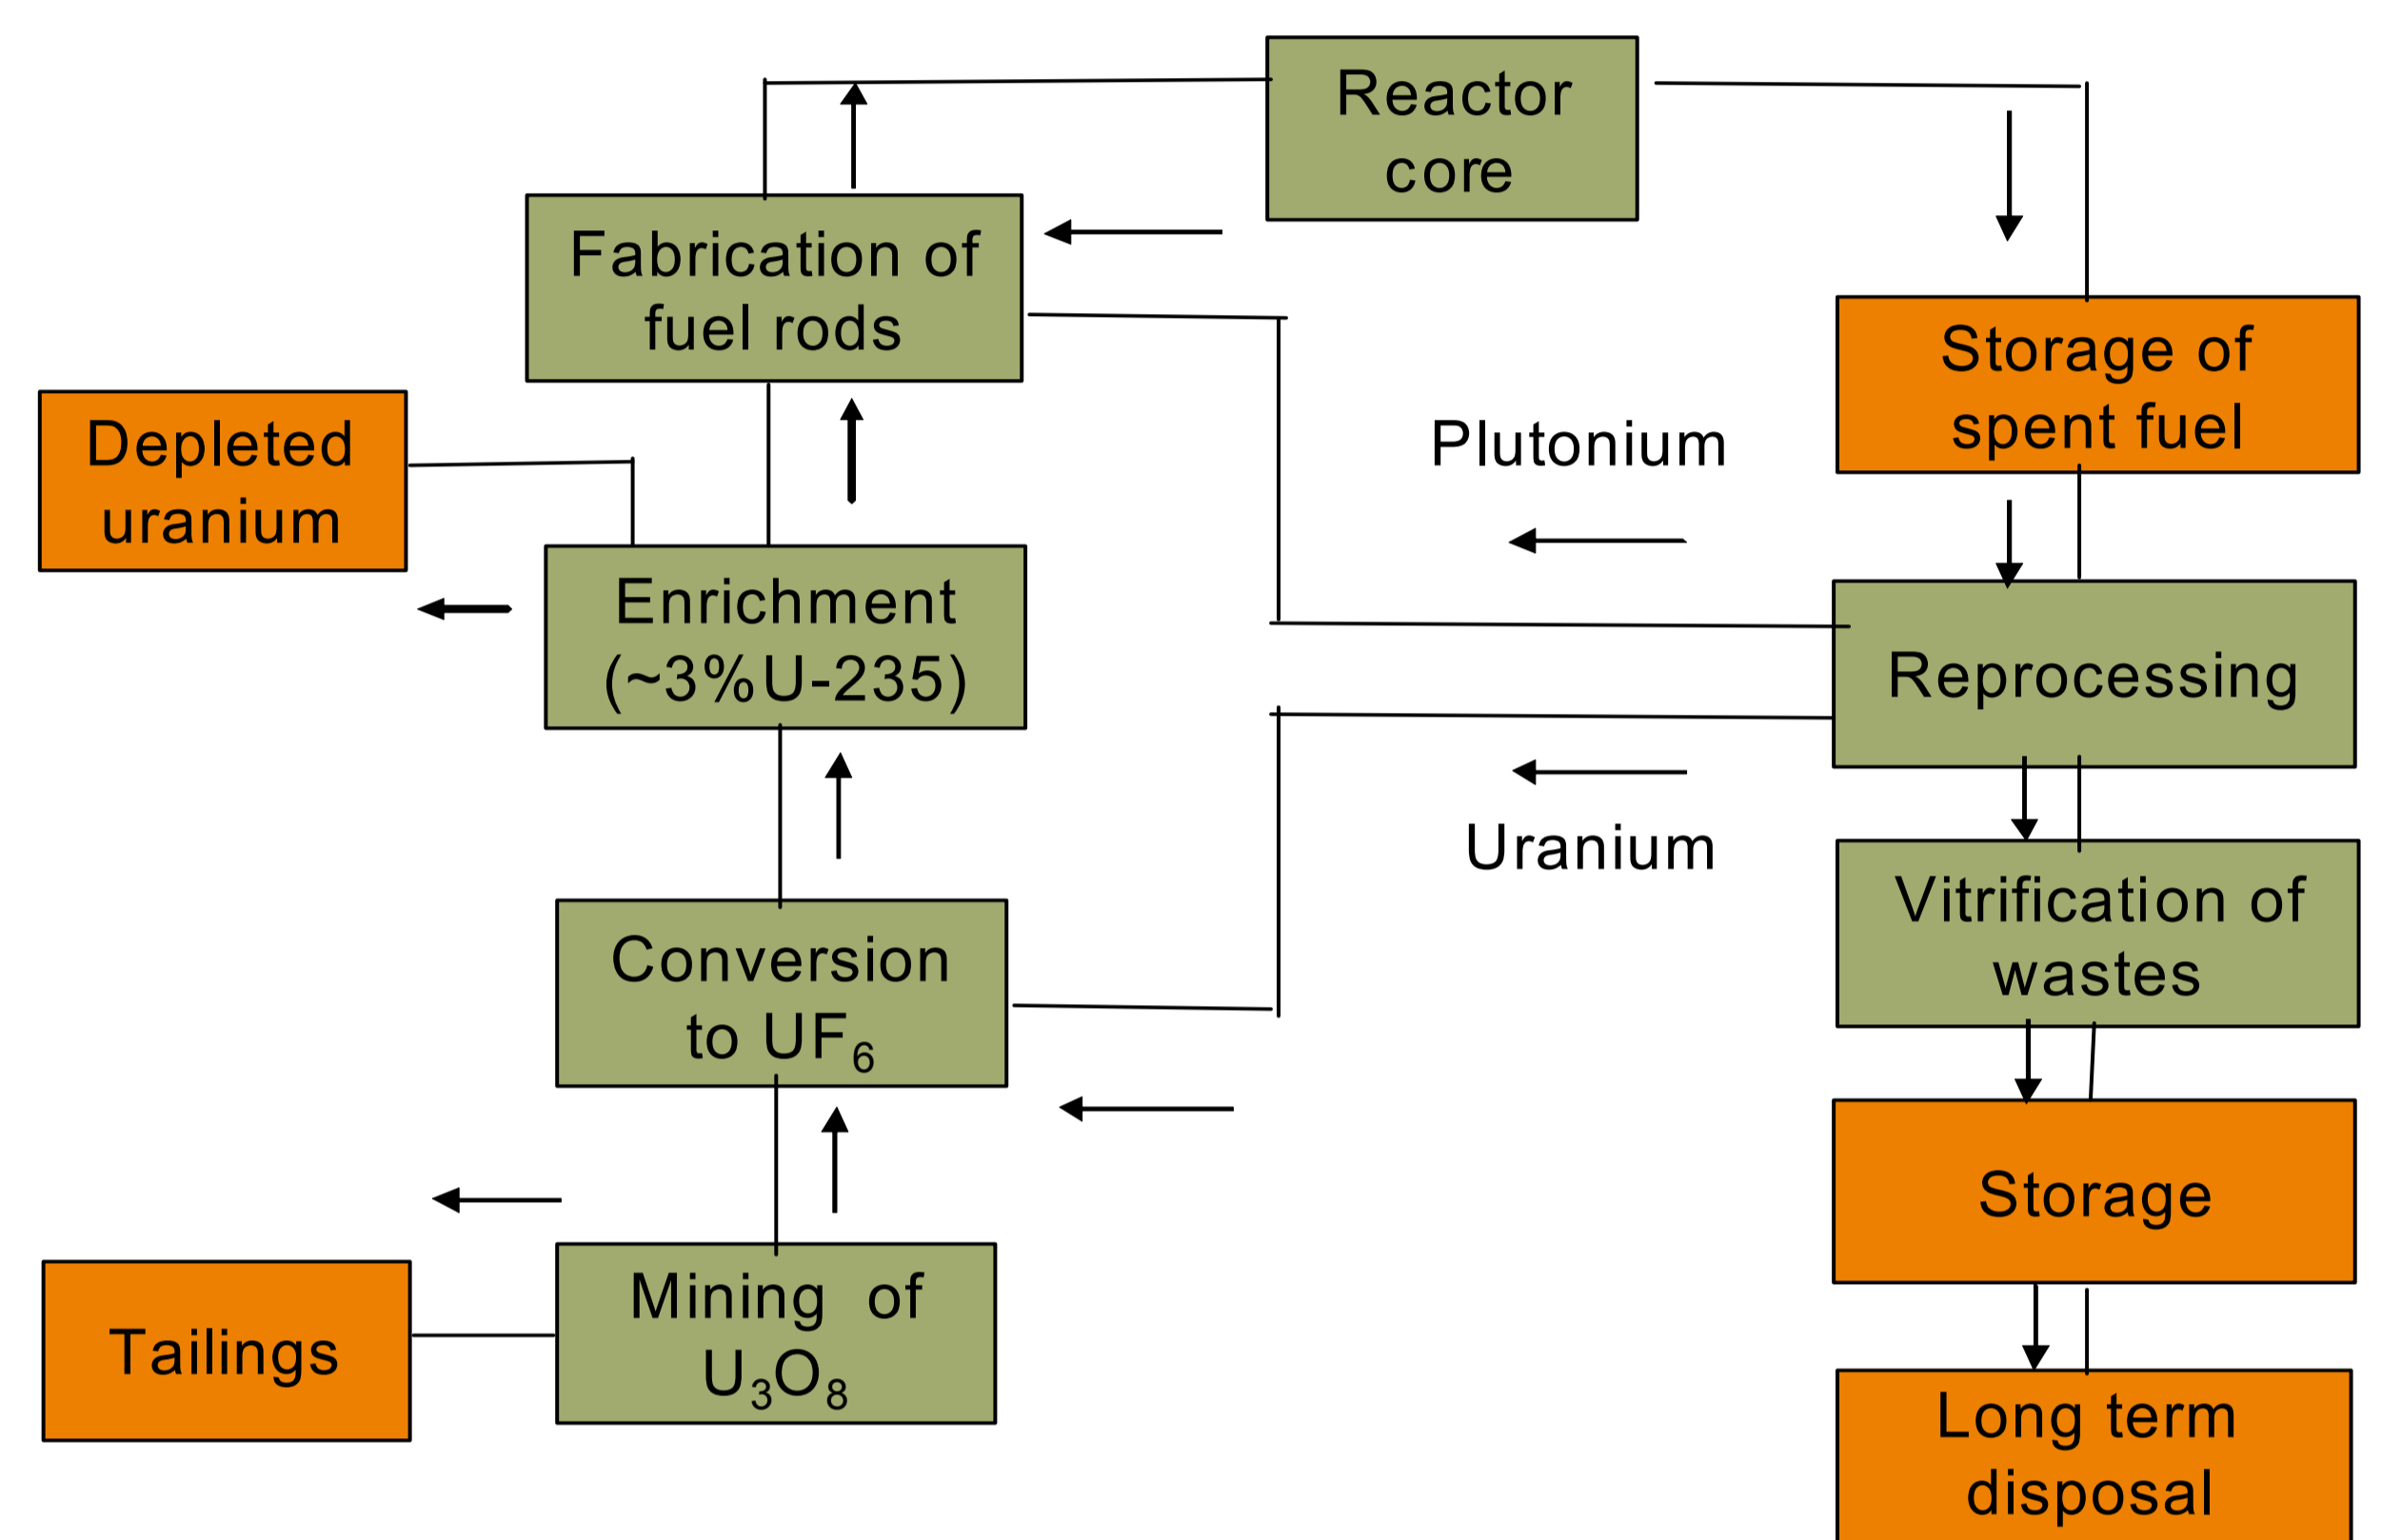 Reactor
core
Fabrication of
fuel rods
Storage of
spent fuel
Depleted
uranium
Plutonium
Enrichment
(~3%U-235)
Reprocessing
Uranium
Vitrification of
wastes
Conversion
to UF₆
Storage
Mining of
U₃O₈
Tailings
Long term
disposal